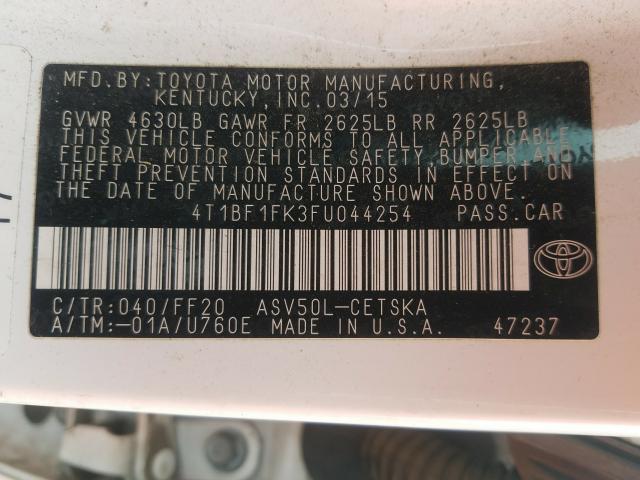 MFD.BY:TOYOTA MOTOR MANUFACTURING,
KENTUCKY, INC. 03/15
GVWR 4630LB GAWR FR 2625LB RR 2625LB
THIS VEHICLE CONFORMS TO ALL APPLICABLE
FEDERAL MOTOR VEHICLE SAFETY, BUMPER AND
THEFT PREVENTION STANDARDS IN EFFECT ON
THE DATE OF MANUFACTURE SHOWN ABOVE.
4T1BF1FK3FU044254 PASS.CAR
C/TR:040/FF20 ASV50L-CETSKA
A/TM:-01A/U760E MADE IN U.S.A. 47237